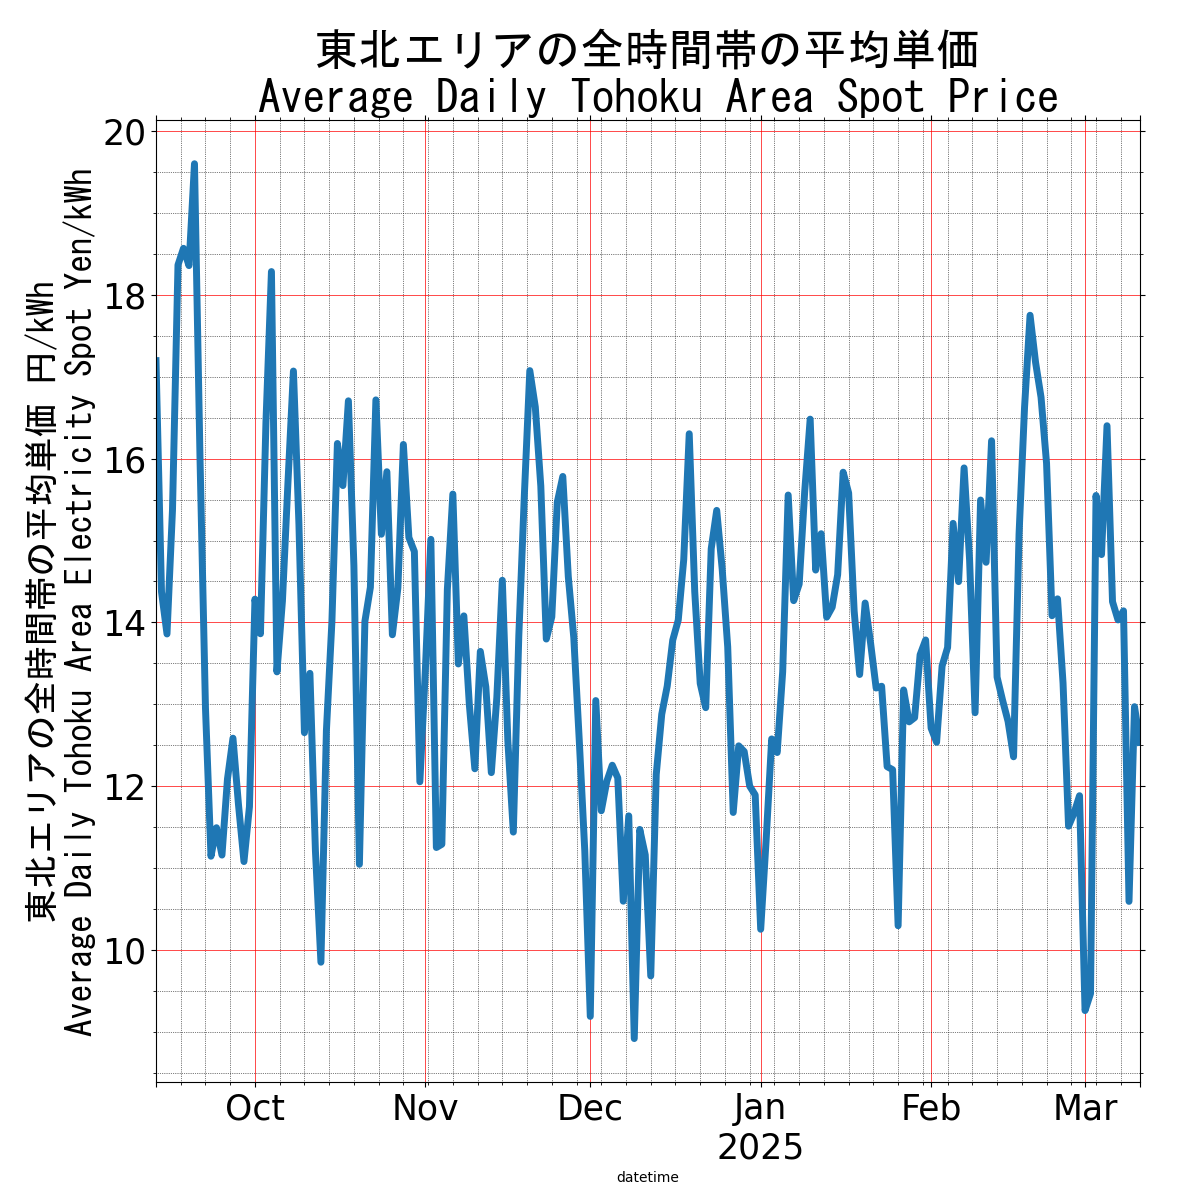 東北エリアの全時間帯の平均単価
Average Daily Tohoku Area Spot Price
東北エリアの全時間帯の平均単価 円/kWh
Average Daily Tohoku Area Electricity Spot Yen/kWh
20
18
16
14
12
10
Oct
Nov
Dec
Jan
2025
Feb
Mar
datetime